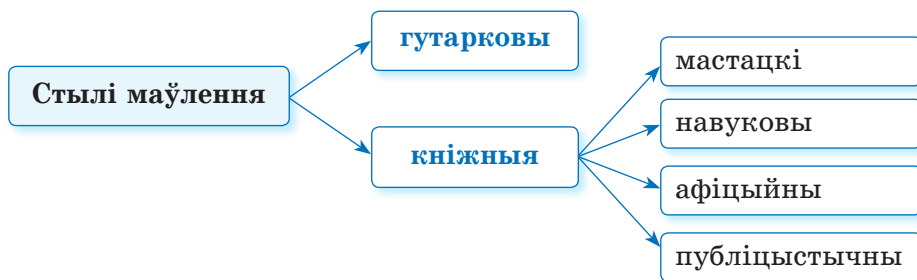 Стылі маўлення
гутарковы
кніжныя
мастацкі
навуковы
афіцыйны
публіцыстычны